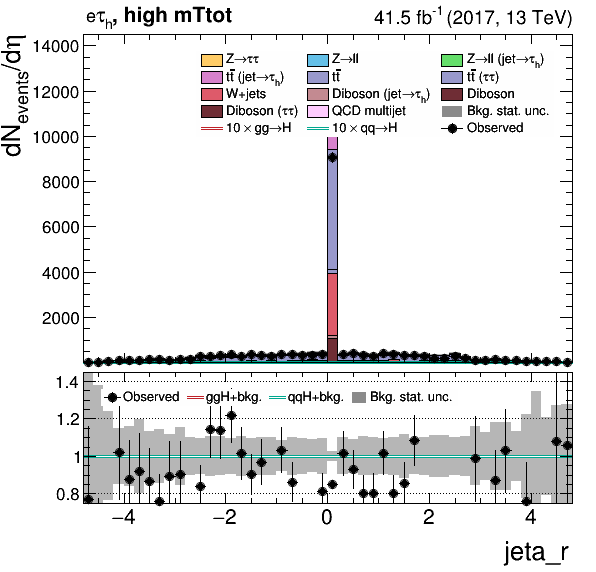 eτh, high mTtot 41.5 fb-1 (2017, 13 TeV)
dNevents/dη
14000
12000
10000
8000
6000
4000
2000
Z→ττ Z→ll Z→ll (jet→τh)
tt̄ (jet→τh) tt̄ tt̄ (ττ)
W+jets Diboson (jet→τh) Diboson
Diboson (ττ) QCD multijet Bkg. stat. unc.
10 × gg→H 10 × qq→H Observed
1.4
1.2
1
0.8
Observed ggH+bkg. qqH+bkg. Bkg. stat. unc.
−4 −2 0 2 4
jeta_r